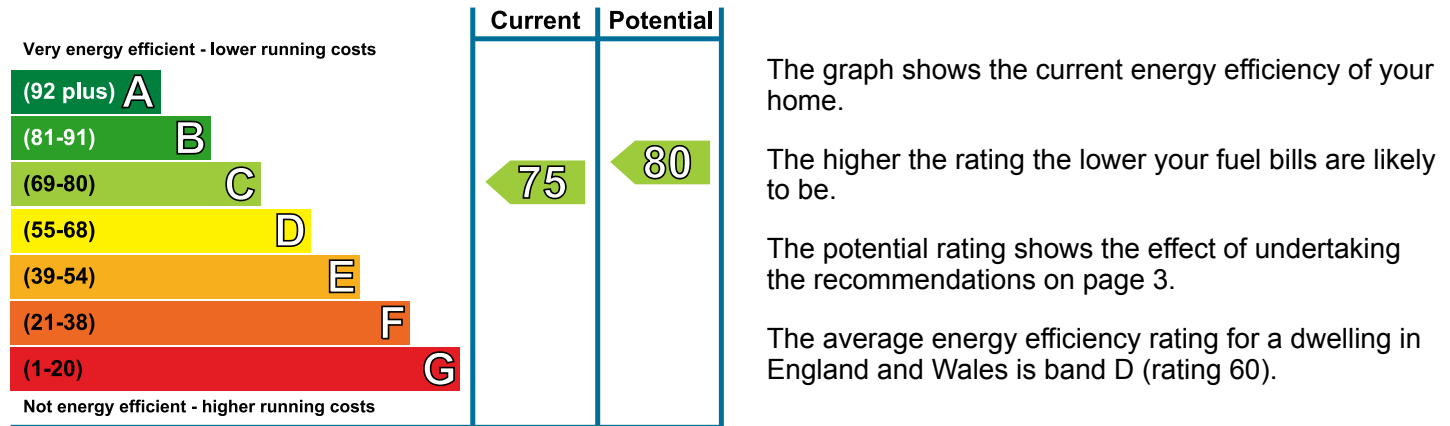 Current Potential
Very energy efficient - lower running costs
(92 plus) A
(81-91) B
(69-80) C
75
80
(55-68) D
(39-54) E
(21-38) F
(1-20) G
Not energy efficient - higher running costs
The graph shows the current energy efficiency of your
home.
The higher the rating the lower your fuel bills are likely
to be.
The potential rating shows the effect of undertaking
the recommendations on page 3.
The average energy efficiency rating for a dwelling in
England and Wales is band D (rating 60).